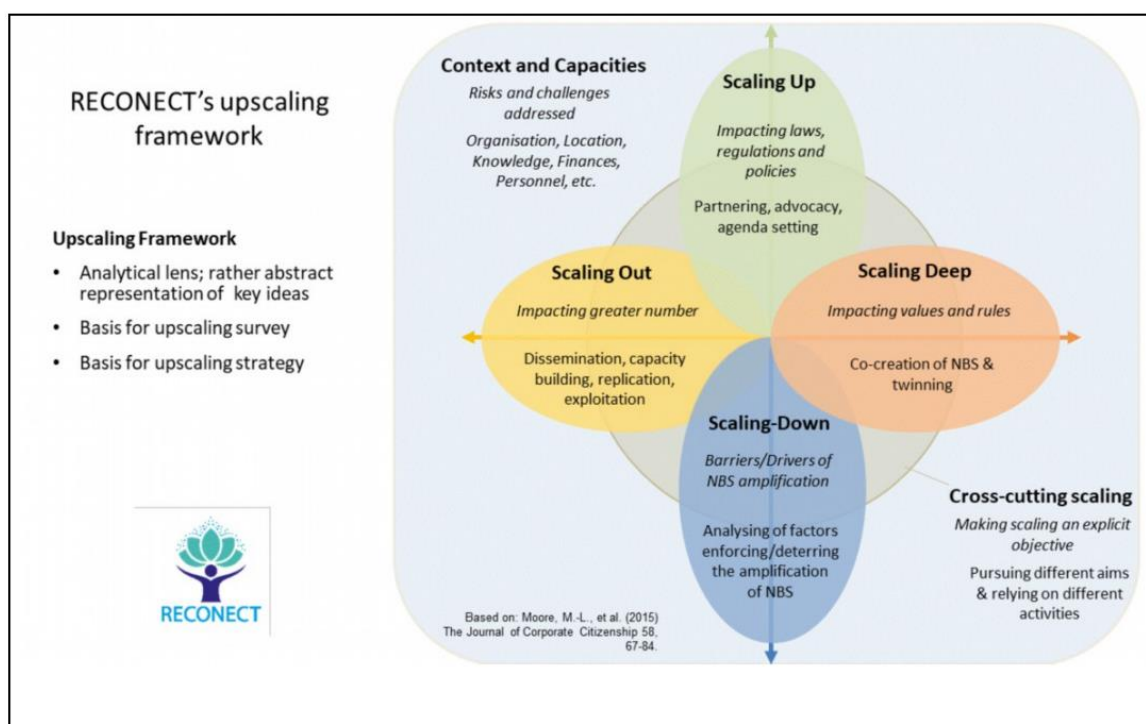 RECONECT's upscaling
framework
Upscaling Framework
• Analytical lens; rather abstract
representation of key ideas
• Basis for upscaling survey
• Basis for upscaling strategy
RECONECT
Context and Capacities
Risks and challenges
addressed
Organisation, Location,
Knowledge, Finances,
Personnel, etc.
Scaling Up
Impacting laws,
regulations and
policies
Partnering, advocacy,
agenda setting
Scaling Out
Impacting greater number
Dissemination, capacity
building, replication,
exploitation
Scaling Deep
Impacting values and rules
Co-creation of NBS &
twinning
Scaling-Down
Barriers/Drivers of
NBS amplification
Analysing of factors
enforcing/deterring
the amplification
of NBS
Cross-cutting scaling
Making scaling an explicit
objective
Pursuing different aims
& relying on different
activities
Based on: Moore, M.-L., et al. (2015)
The Journal of Corporate Citizenship 58,
67-84.